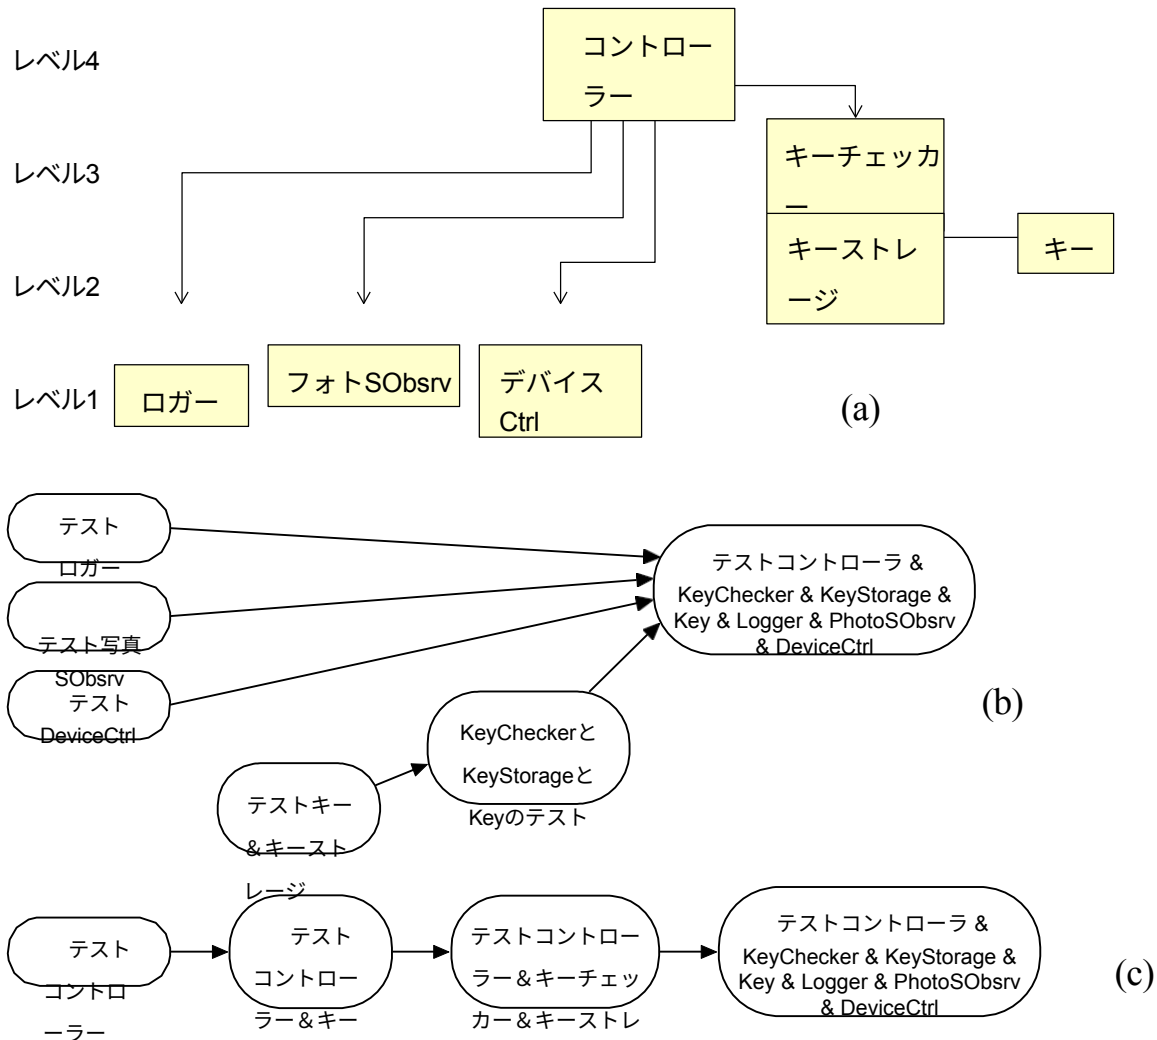 レベル4
コントロー
ラー
レベル3
キーチェッカ
ー
キーストレ
ージ
キー
レベル2
レベル1
ロガー
フォトSObsrv
デバイス
Ctrl
(a)
テスト
ロガー
テスト写真
SObsrv
テスト
DeviceCtrl
テストコントローラ &
KeyChecker & KeyStorage &
Key & Logger & PhotoSObsrv
& DeviceCtrl
(b)
KeyCheckerと
KeyStorageと
Keyのテスト
テストキー
&キースト
レージ
テスト
コントロ
ーラー
テスト
コントロー
ラー&キー
テストコントロー
ラー&キーチェッ
カー&キーストレ
テストコントローラ &
KeyChecker & KeyStorage &
Key & Logger & PhotoSObsrv
& DeviceCtrl
(c)